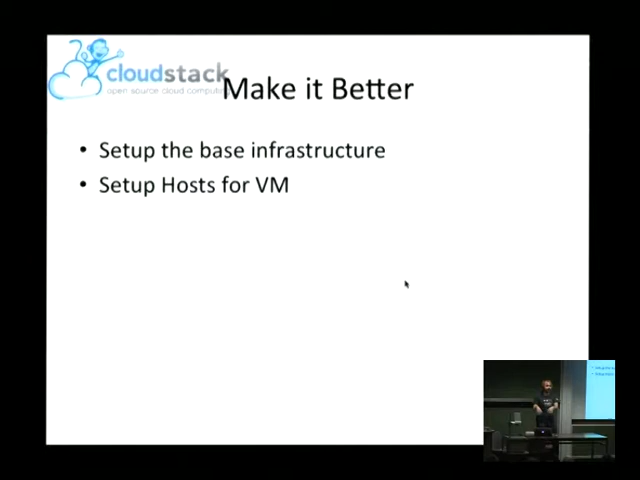 cloudstack
open source cloud computing
Make it Better
• Setup the base infrastructure
• Setup Hosts for VM